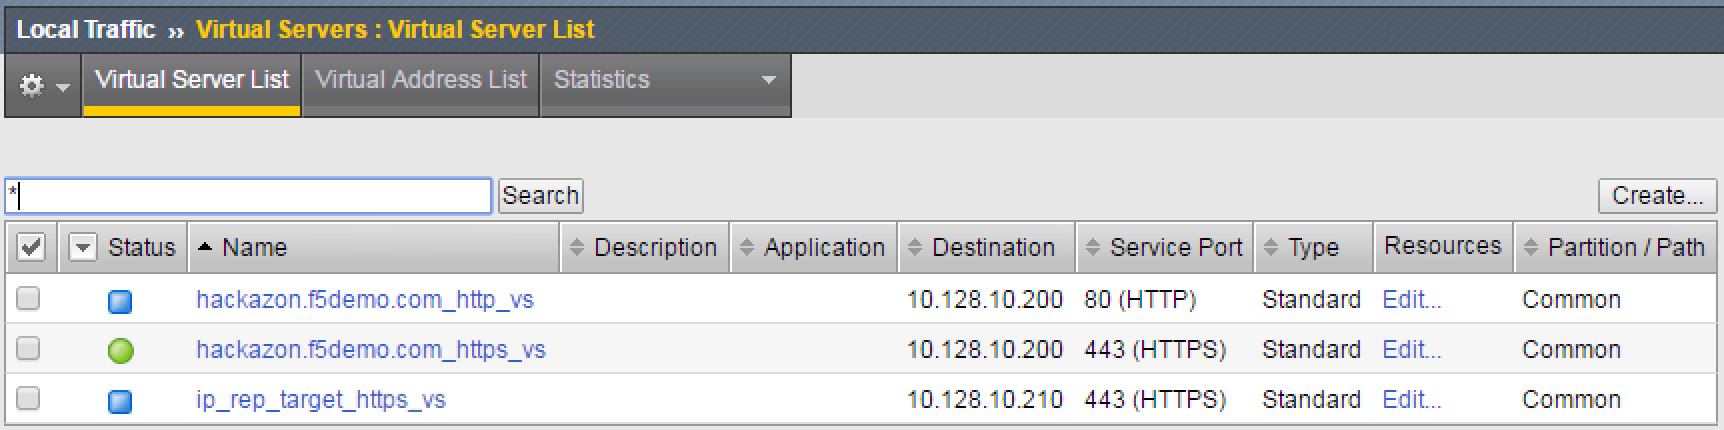 Local Traffic ›› Virtual Servers : Virtual Server List
Virtual Server List Virtual Address List Statistics
* Search Create...
Status Name Description Application Destination Service Port Type Resources Partition / Path
hackazon.f5demo.com_http_vs 10.128.10.200 80 (HTTP) Standard Edit... Common
hackazon.f5demo.com_https_vs 10.128.10.200 443 (HTTPS) Standard Edit... Common
ip_rep_target_https_vs 10.128.10.210 443 (HTTPS) Standard Edit... Common